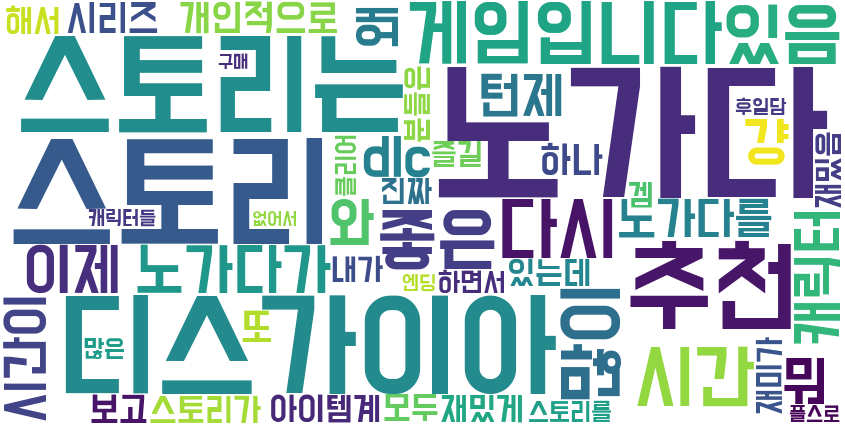 해서
시리즈
개인적으로
왜
게임입니다
있음
스토리는
구매
노가다
꿈들은
턴제
후일담
걍
스토리
클리어
dlc
즐길
하나
재밌음
진짜
겜
캐릭터들
없어서
와
좋은
다시
노가다를
캐릭터
이제
노가다가
내가
엔딩
하면서
있는데
추천
시간이
디스가이아
또
많은
이런
시간
재미가
뭐
보고
스토리가
아이템계
모두
재밌게
스토리를
플스로